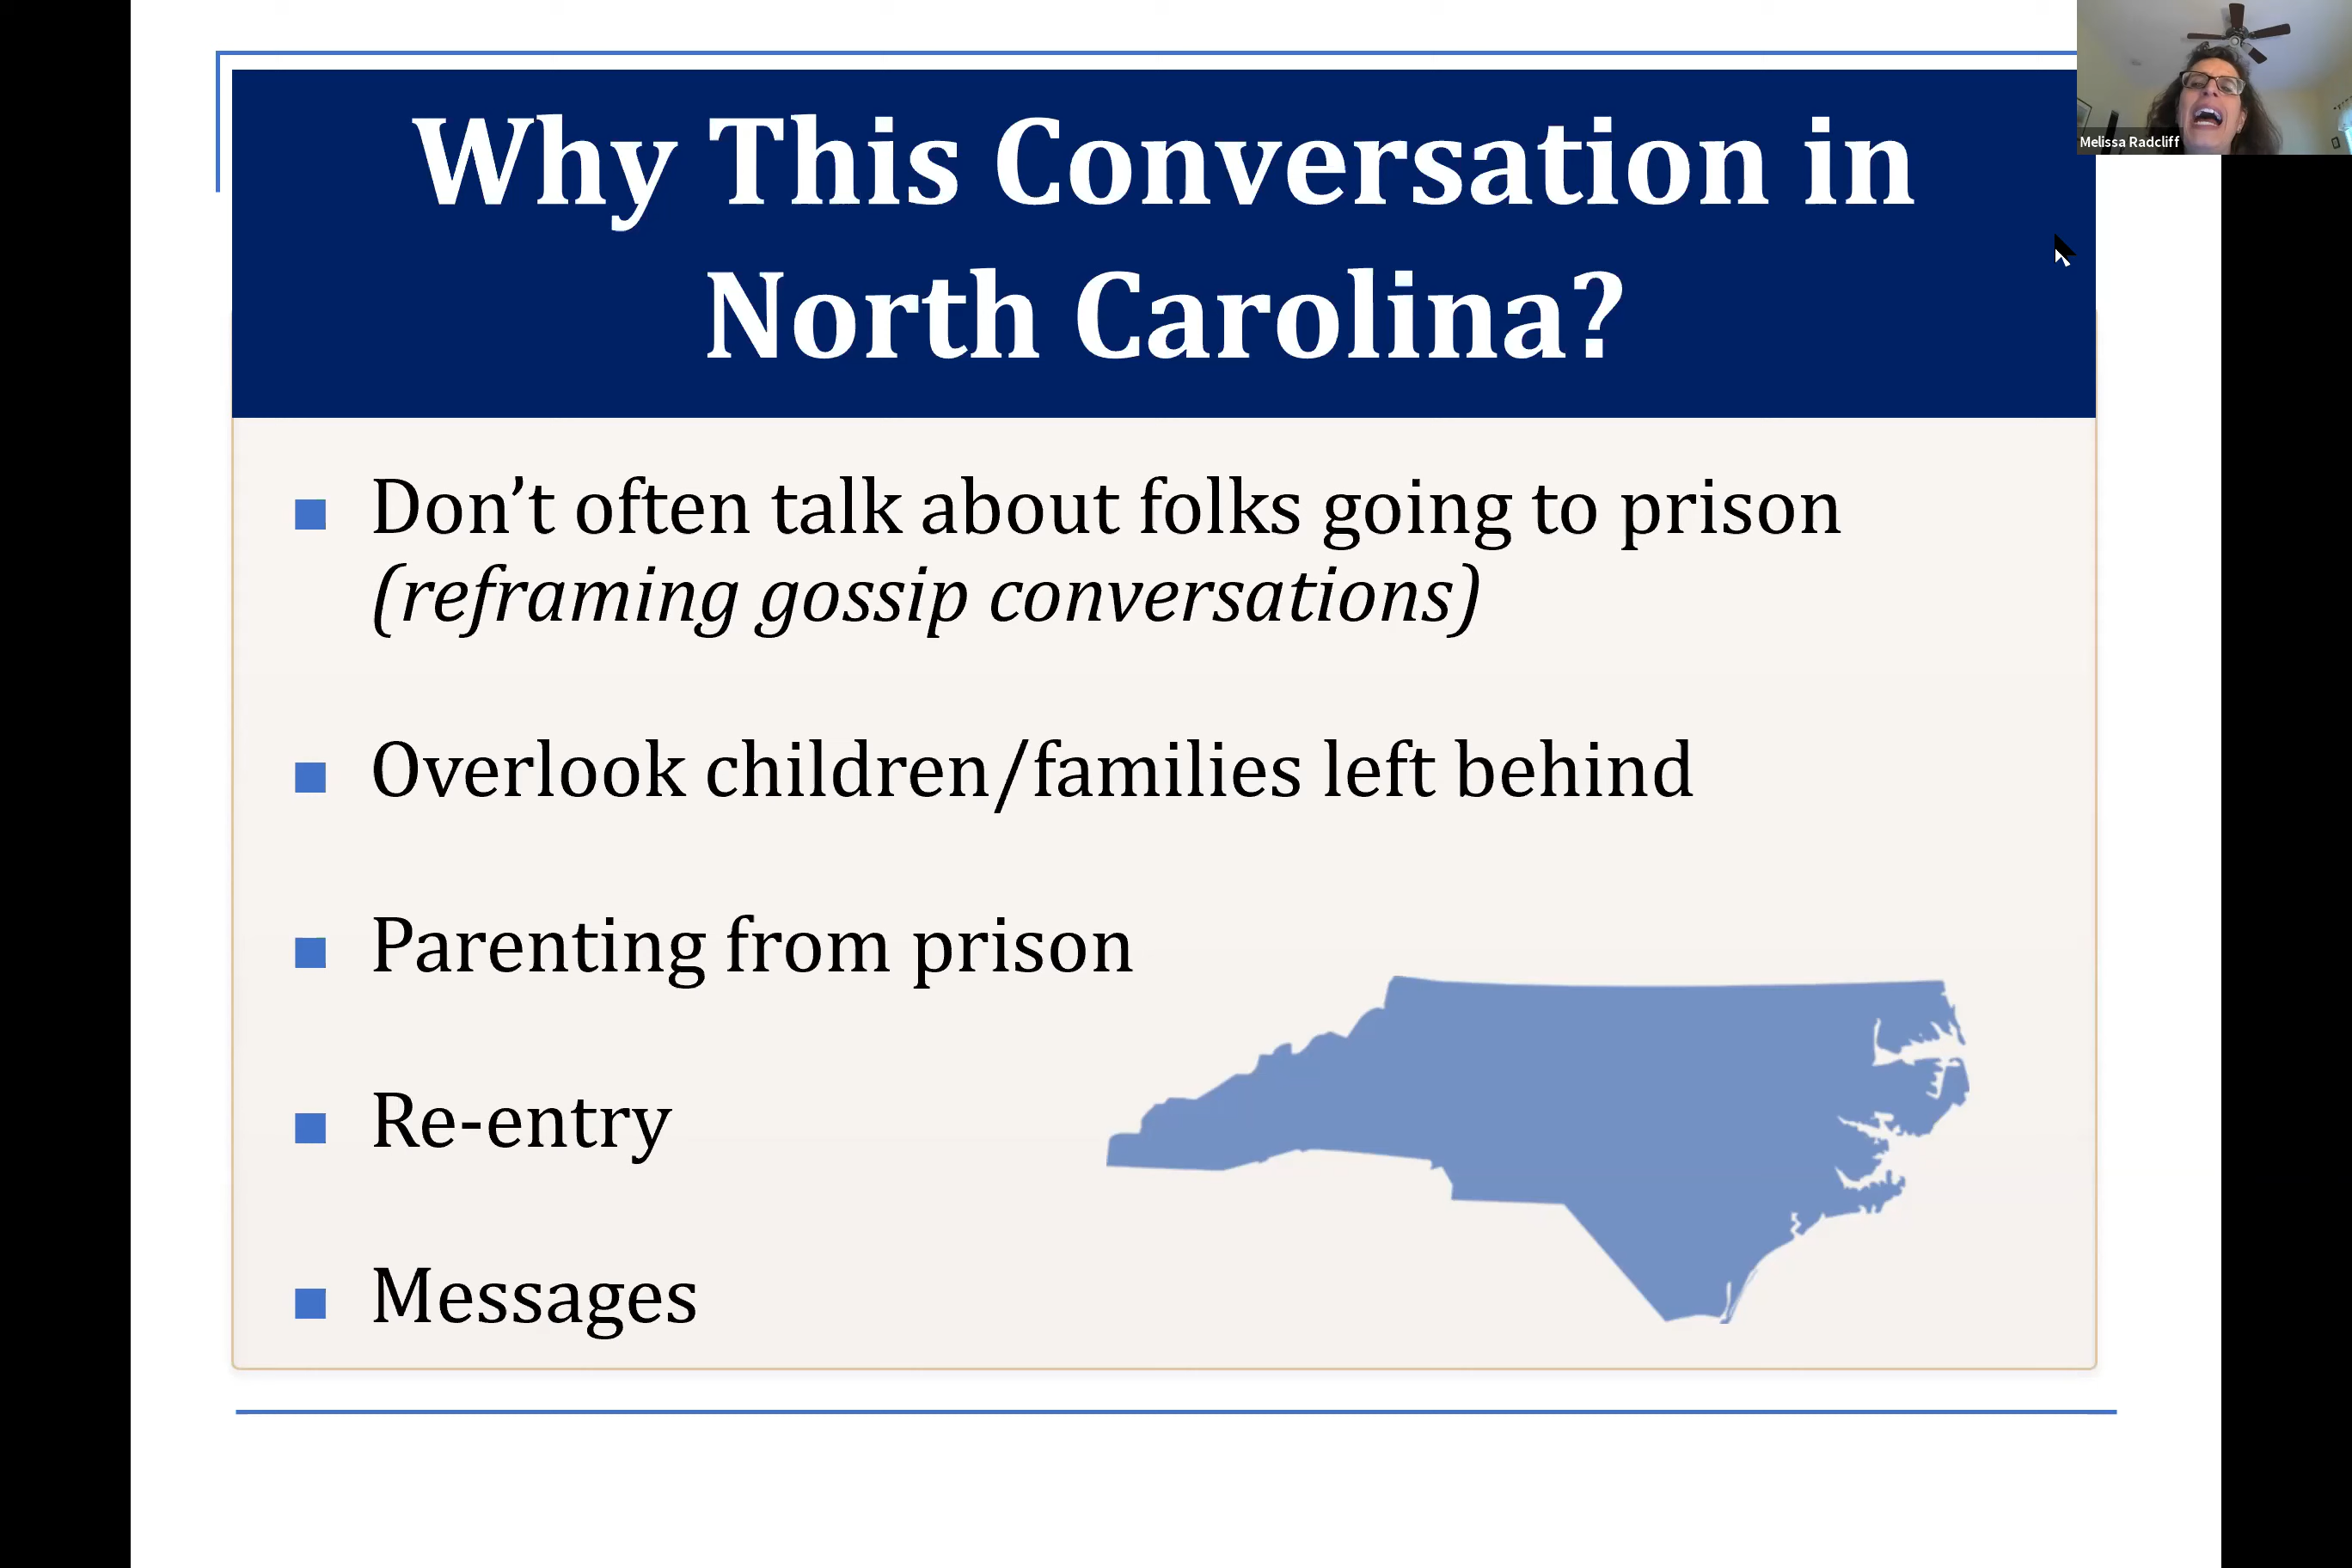 Why This Conversation in
North Carolina?
Melissa Radcliff
Don’t often talk about folks going to prison
(reframing gossip conversations)
Overlook children/families left behind
Parenting from prison
Re-entry
Messages